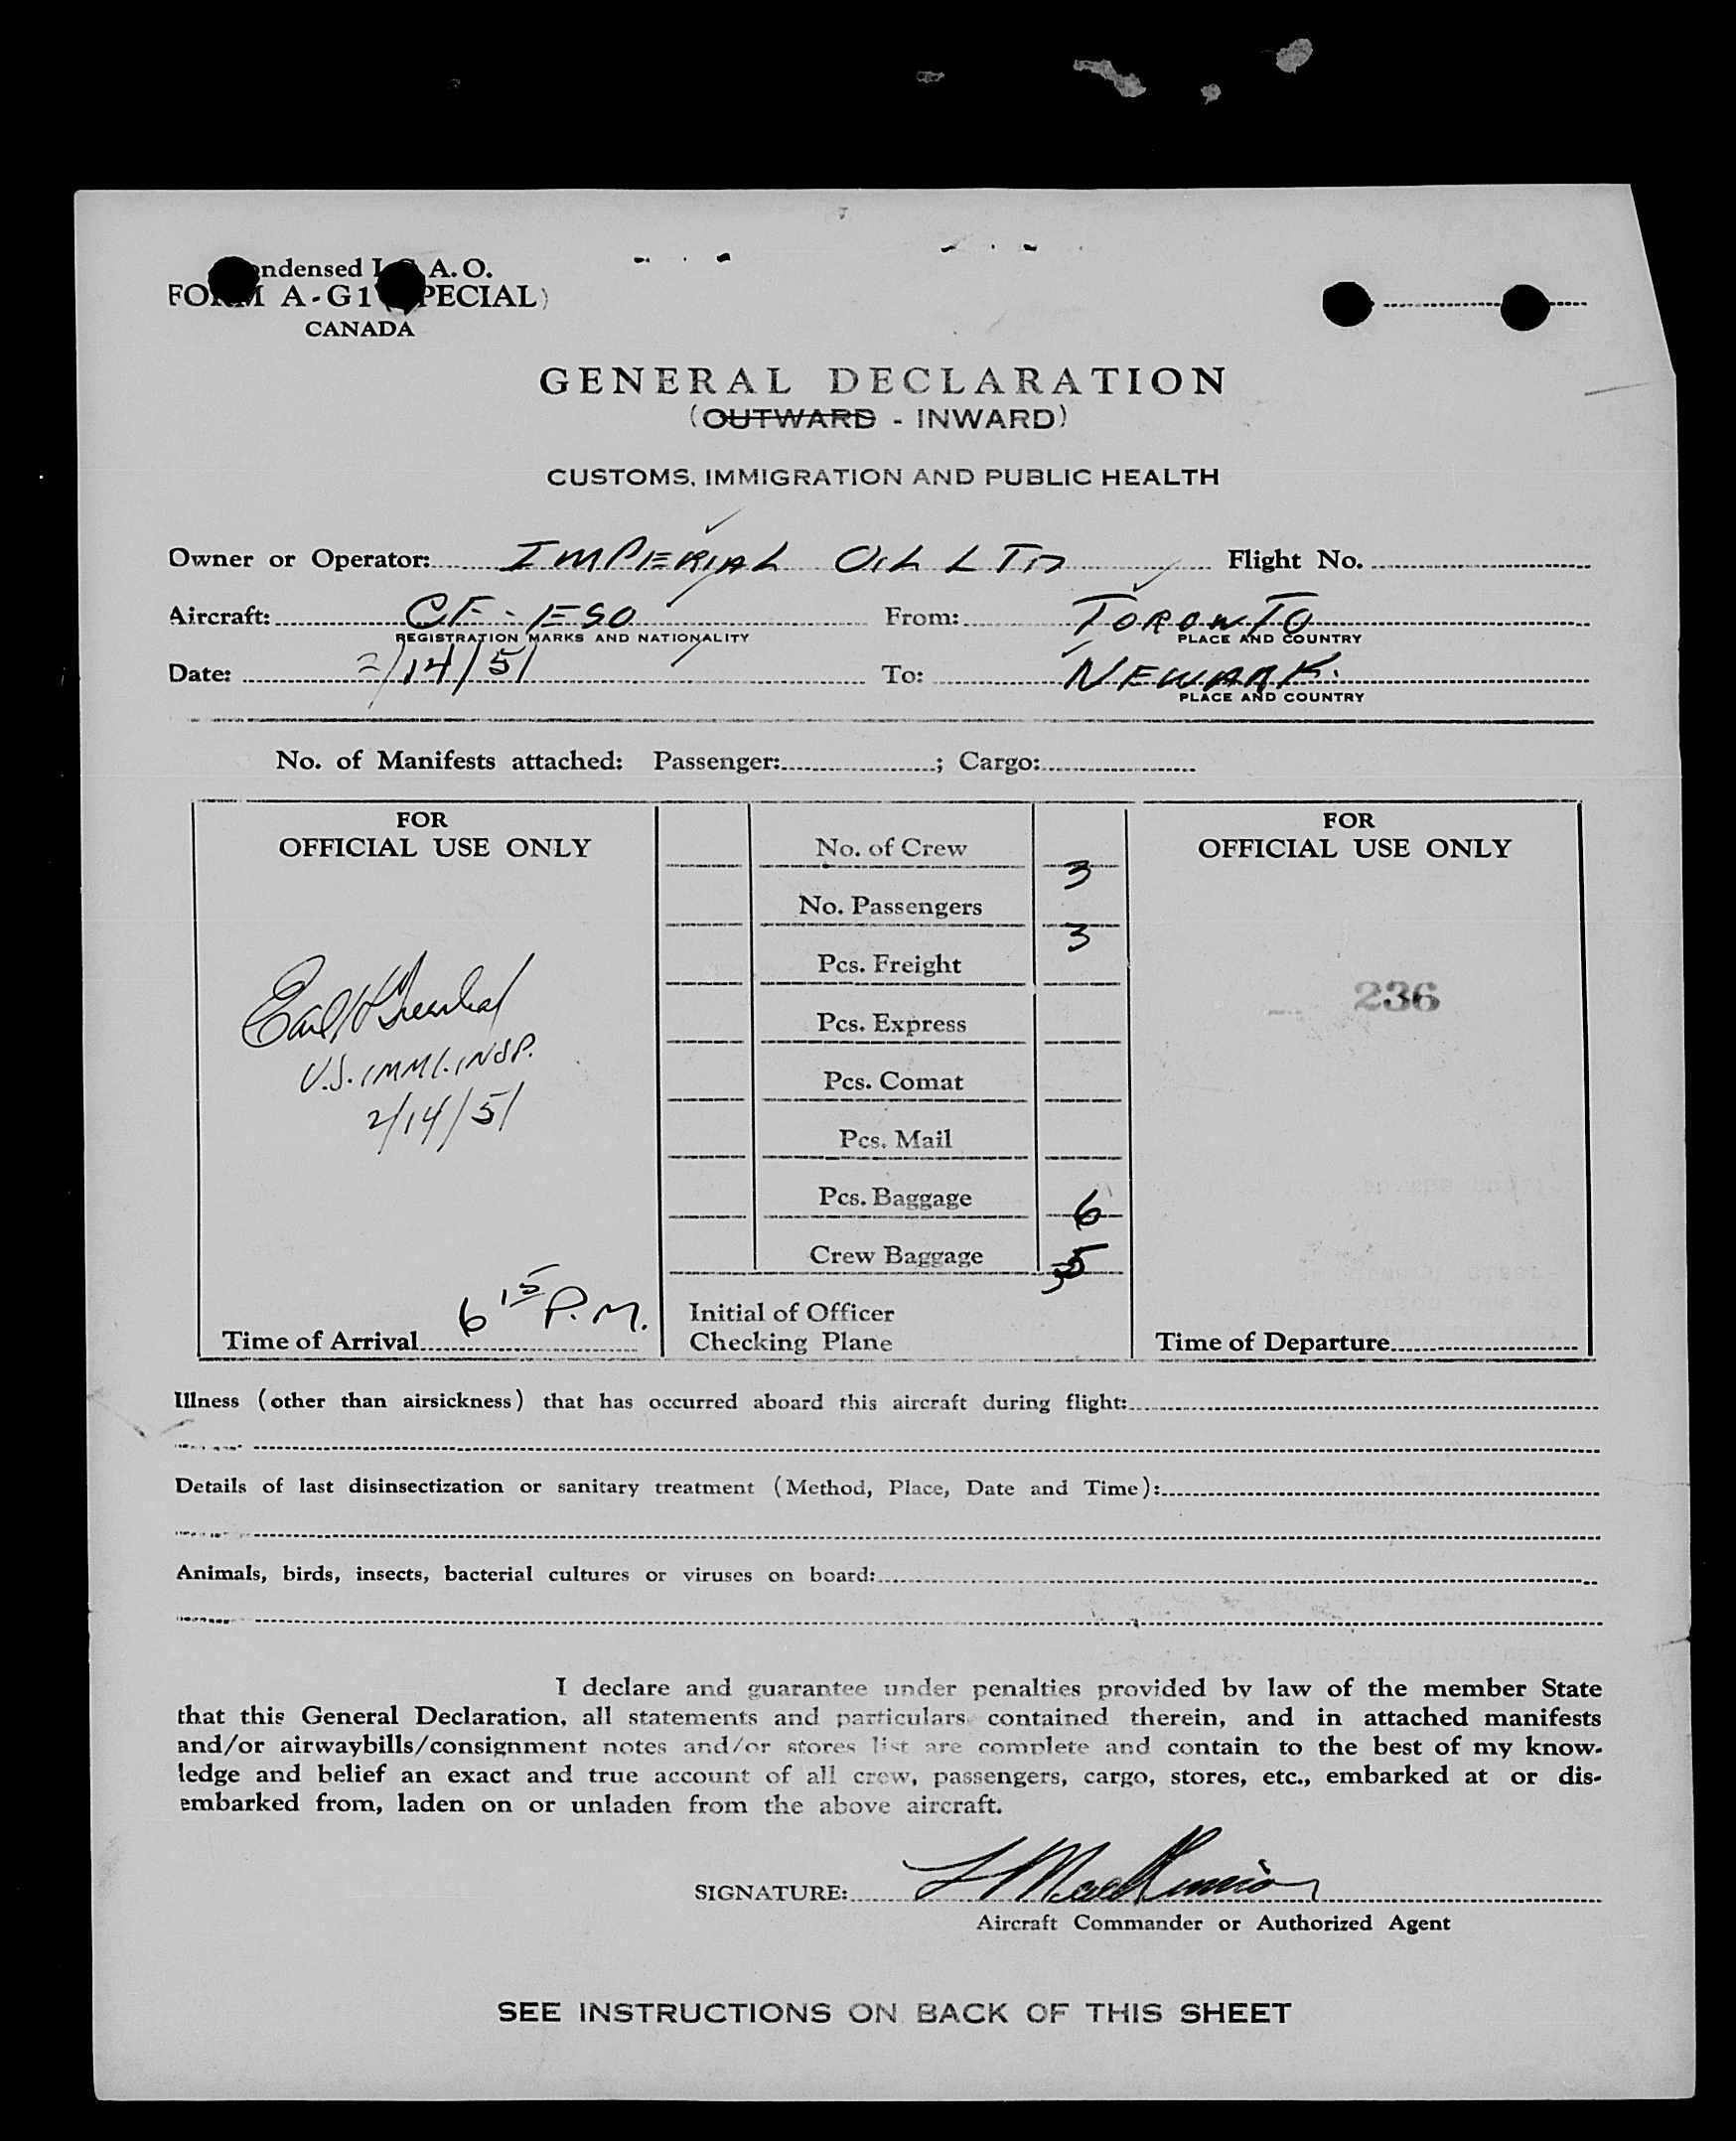 Condensed I.C.A.O.
FORM A-G1 (SPECIAL)
CANADA
GENERAL DECLARATION
(OUTWARD - INWARD)
CUSTOMS, IMMIGRATION AND PUBLIC HEALTH
Owner or Operator: IMPERIAL OIL LTD Flight No.
Aircraft: CF-ESO From: TORONTO
REGISTRATION MARKS AND NATIONALITY PLACE AND COUNTRY
Date: 2/14/51 To: NEWARK.
PLACE AND COUNTRY
No. of Manifests attached: Passenger: ; Cargo:
FOR
OFFICIAL USE ONLY
Earl
U.S. IMMI. INSP.
2/14/51
6 15 P.M.
Time of Arrival
No. of Crew 3
No. Passengers 3
Pcs. Freight
Pcs. Express
Pcs. Comat
Pcs. Mail
Pcs. Baggage 6
Crew Baggage 5
Initial of Officer
Checking Plane
FOR
OFFICIAL USE ONLY
236
Time of Departure
Illness (other than airsickness) that has occurred aboard this aircraft during flight:
Details of last disinsectization or sanitary treatment (Method, Place, Date and Time):
Animals, birds, insects, bacterial cultures or viruses on board:
I declare and guarantee under penalties provided by law of the member State
that this General Declaration, all statements and particulars contained therein, and in attached manifests
and/or airwaybills/consignment notes and/or stores list are complete and contain to the best of my know-
ledge and belief an exact and true account of all crew, passengers, cargo, stores, etc., embarked at or dis-
embarked from, laden on or unladen from the above aircraft.
SIGNATURE:
Aircraft Commander or Authorized Agent
SEE INSTRUCTIONS ON BACK OF THIS SHEET